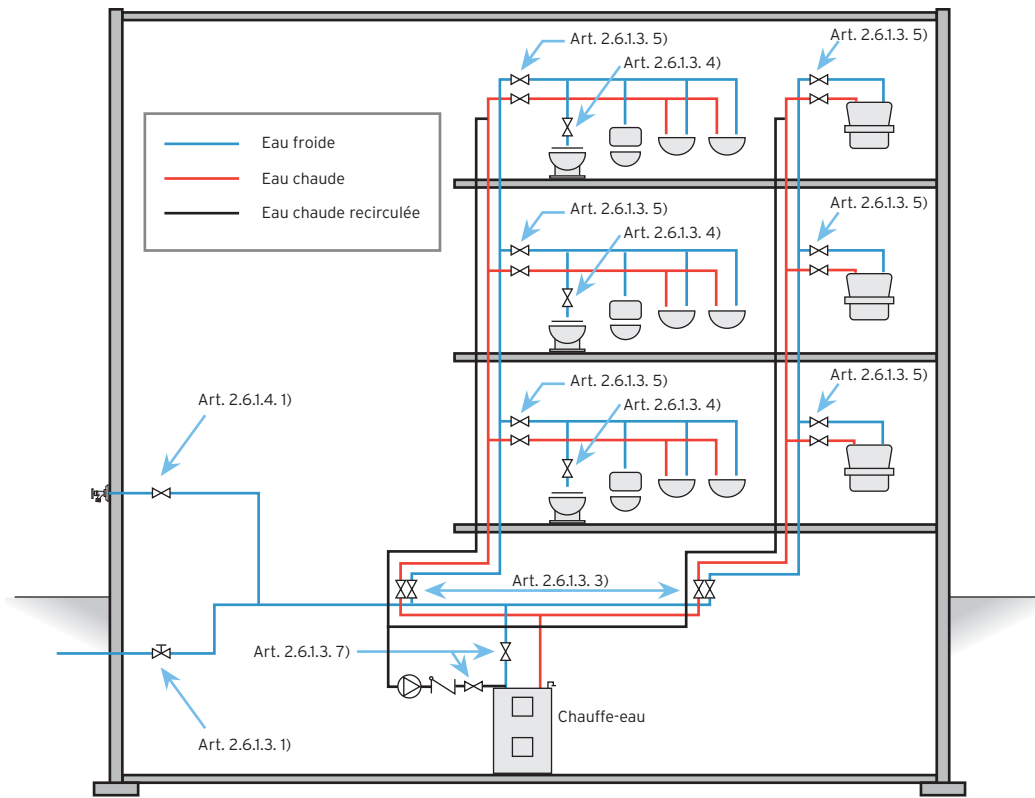 Art. 2.6.1.3. 5)
Art. 2.6.1.3. 4)
Art. 2.6.1.3. 5)
Eau froide
Eau chaude
Eau chaude recirculée
Art. 2.6.1.3. 5)
Art. 2.6.1.3. 4)
Art. 2.6.1.3. 5)
Art. 2.6.1.3. 5)
Art. 2.6.1.3. 4)
Art. 2.6.1.3. 5)
Art. 2.6.1.4. 1)
Art. 2.6.1.3. 3)
Art. 2.6.1.3. 7)
Chauffe-eau
Art. 2.6.1.3. 1)